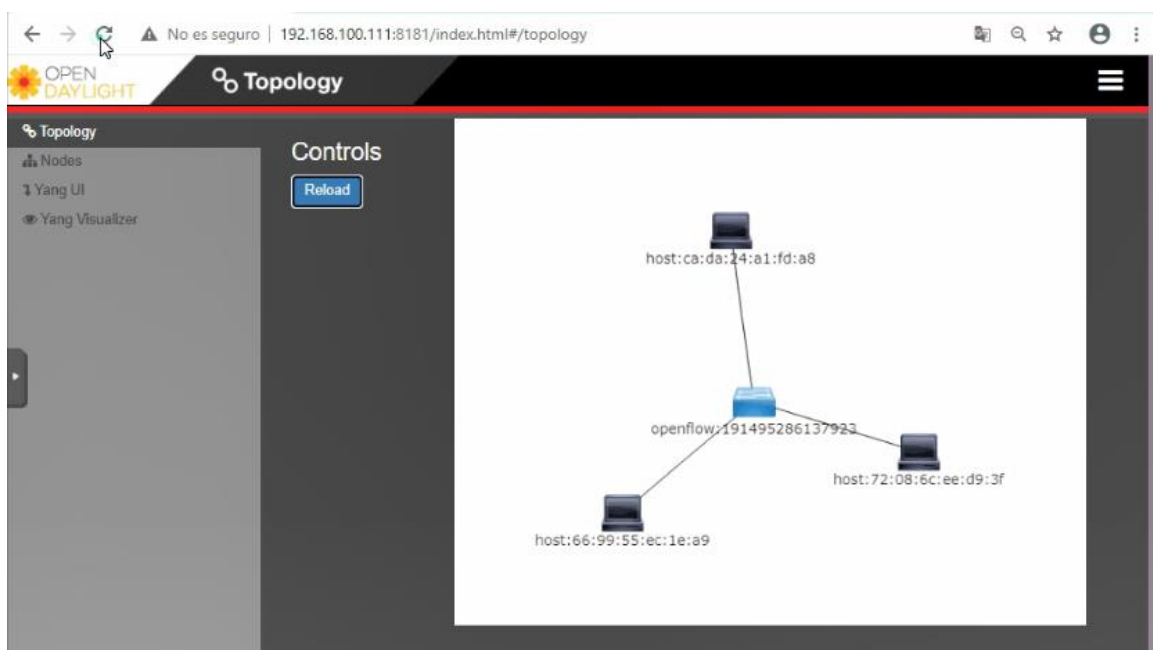 No es seguro | 192.168.100.111:8181/index.html#/topology
OPEN
DAYLIGHT
Topology
Topology
Nodes
Yang UI
Yang Visualizer
Controls
Reload
host:ca:da:24:a1:fd:a8
openflow:191495286137923
host:72:08:6c:ee:d9:3f
host:66:99:55:ec:1e:a9